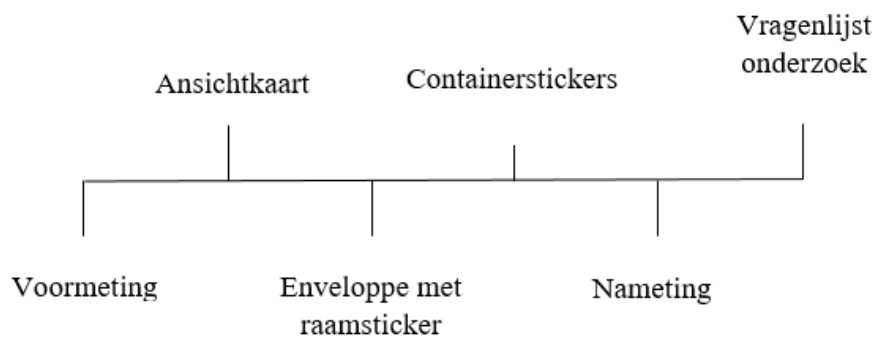 Vragenlijst
onderzoek
Ansichtkaart
Containerstickers
Voormeting
Enveloppe met
raamsticker
Nameting